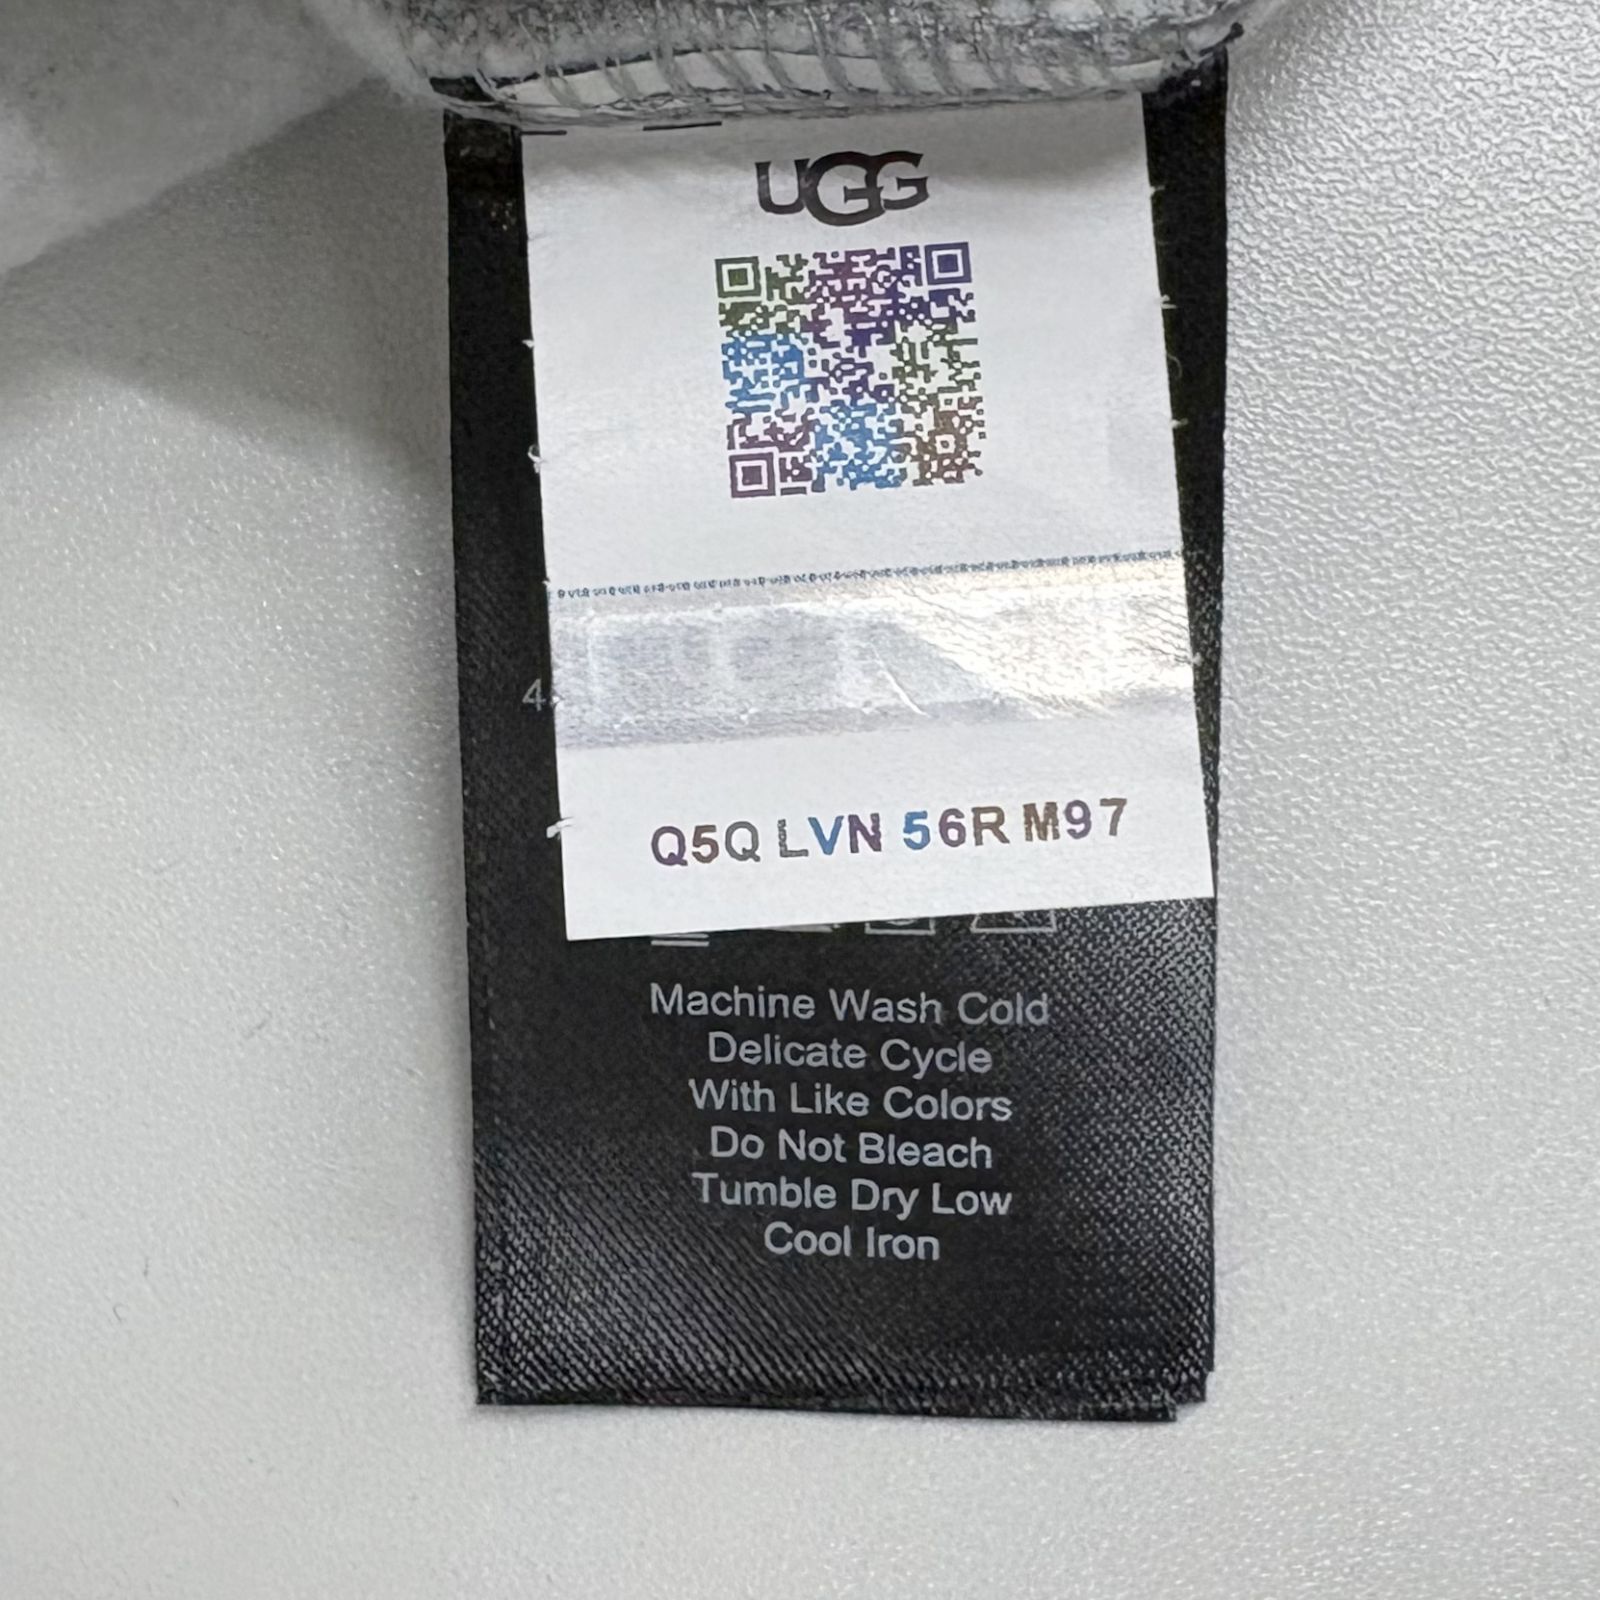 UGG
4
Q5Q LVN 56R M97
Machine Wash Cold
Delicate Cycle
With Like Colors
Do Not Bleach
Tumble Dry Low
Cool Iron